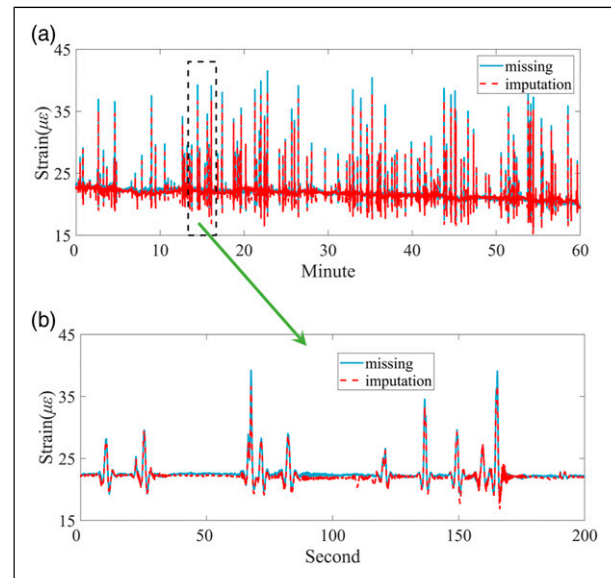 (a)
45
35
25
15
Strain(με)
missing
imputation
0 10 20 30 40 50 60
Minute
(b)
45
35
25
15
Strain(με)
missing
imputation
0 50 100 150 200
Second